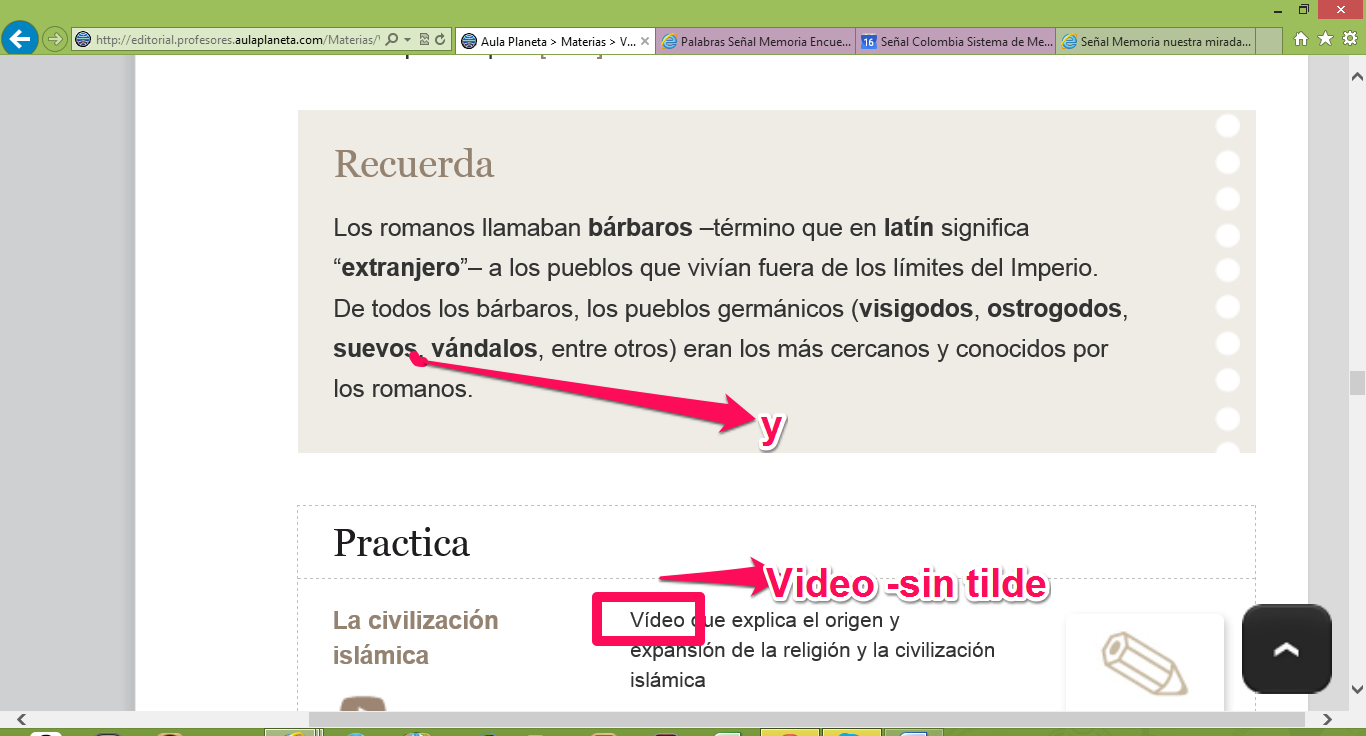 http://editorial.profesores.aulaplaneta.com/Materias/
Aula Planeta > Materias > V...
Palabras Señal Memoria Encue...
16 Señal Colombia Sistema de Me...
Señal Memoria nuestra mirada...
Recuerda
Los romanos llamaban bárbaros –término que en latín significa
“extranjero”– a los pueblos que vivían fuera de los límites del Imperio.
De todos los bárbaros, los pueblos germánicos (visigodos, ostrogodos,
suevos, vándalos, entre otros) eran los más cercanos y conocidos por
los romanos.
y
Practica
Video -sin tilde
La civilización
islámica
Vídeo que explica el origen y
expansión de la religión y la civilización
islámica